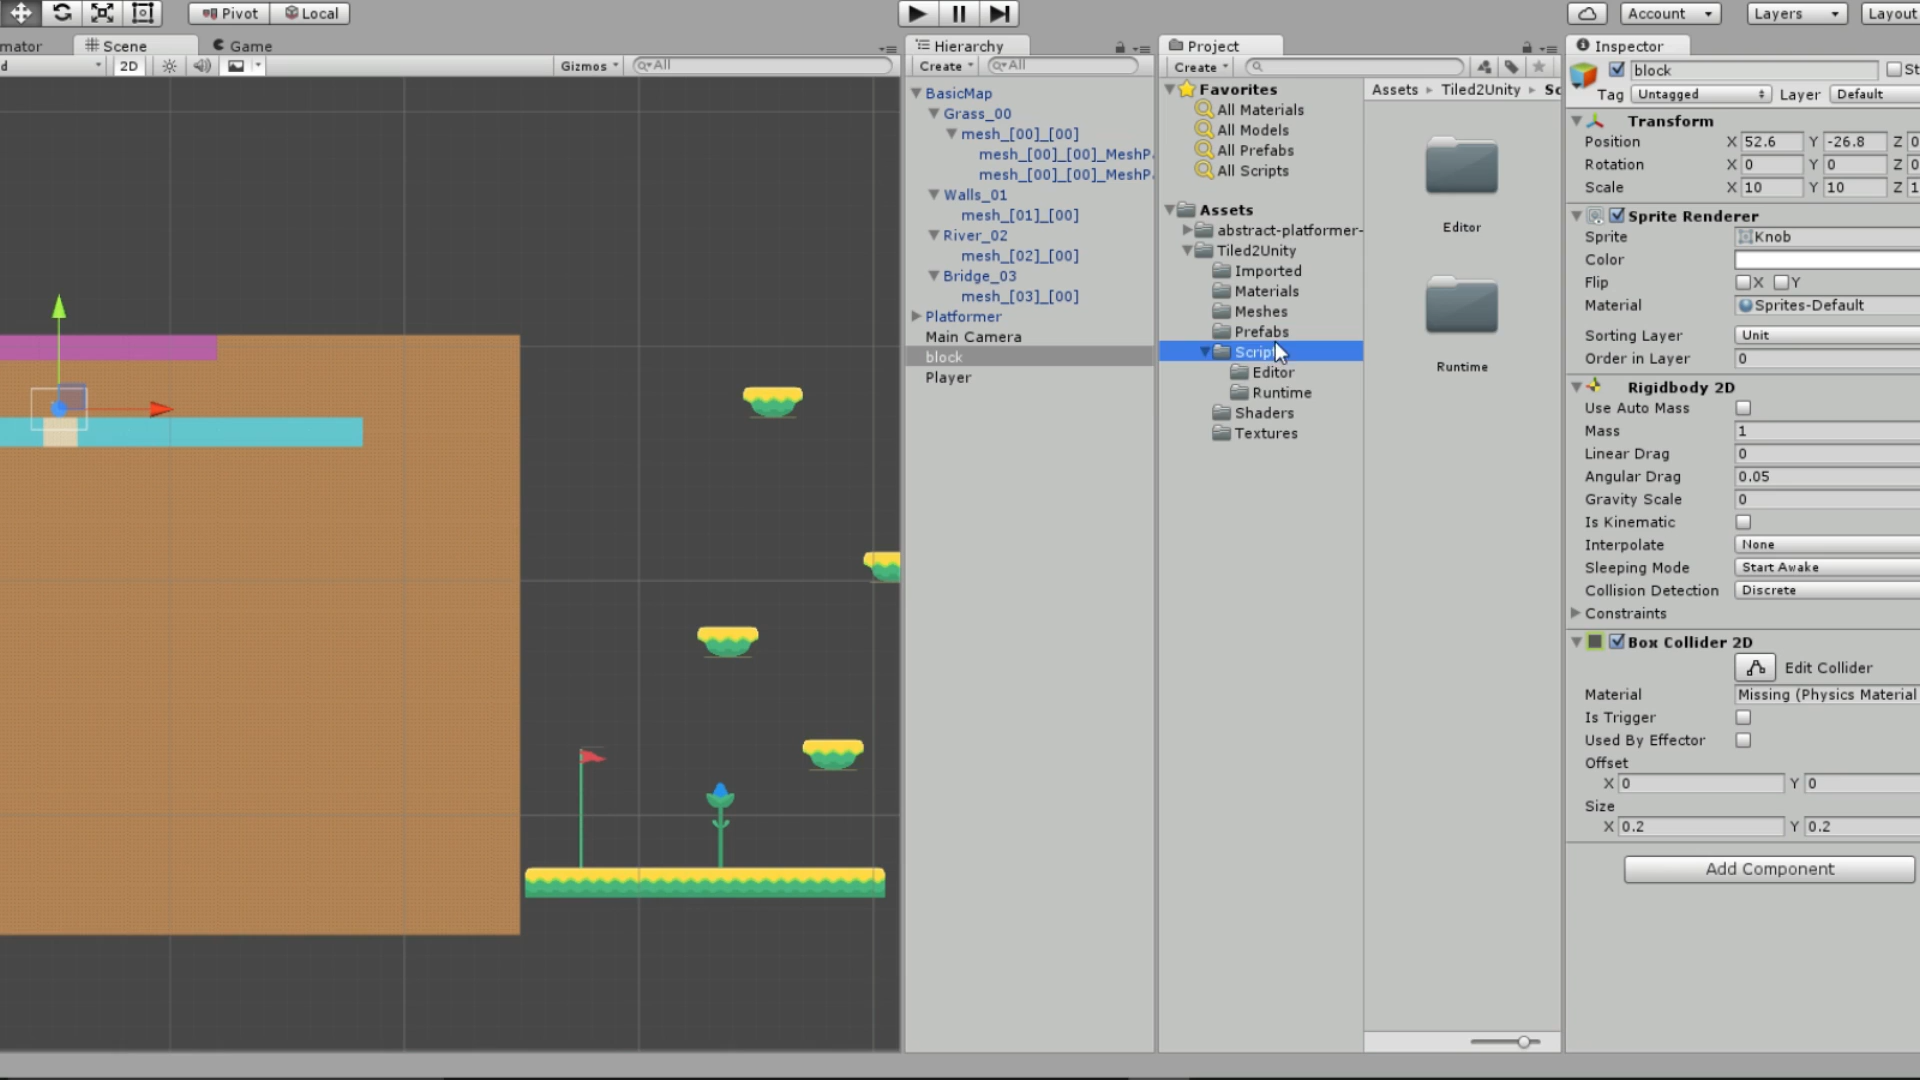 Pivot Local Account Layers Layout
mator Scene Game
d 2D Gizmos All
Hierarchy
Create All
BasicMap
Grass_00
mesh_[00]_[00]
mesh_[00]_[00]_MeshP
mesh_[00]_[00]_MeshP
Walls_01
mesh_[01]_[00]
River_02
mesh_[02]_[00]
Bridge_03
mesh_[03]_[00]
Platformer
Main Camera
block
Player
Project
Create
Favorites
All Materials
All Models
All Prefabs
All Scripts
Assets
abstract-platformer-
Tiled2Unity
Imported
Materials
Meshes
Prefabs
Script
Editor
Runtime
Shaders
Textures
Assets Tiled2Unity Sc
Editor
Runtime
Inspector
block St
Tag Untagged Layer Default
Transform
Position X 52.6 Y -26.8 Z 0
Rotation X 0 Y 0 Z 0
Scale X 10 Y 10 Z 1
Sprite Renderer
Sprite Knob
Color
Flip X Y
Material Sprites-Default
Sorting Layer Unit
Order in Layer 0
Rigidbody 2D
Use Auto Mass
Mass 1
Linear Drag 0
Angular Drag 0.05
Gravity Scale 0
Is Kinematic
Interpolate None
Sleeping Mode Start Awake
Collision Detection Discrete
Constraints
Box Collider 2D
Edit Collider
Material Missing (Physics Material
Is Trigger
Used By Effector
Offset
X 0 Y 0
Size
X 0.2 Y 0.2
Add Component